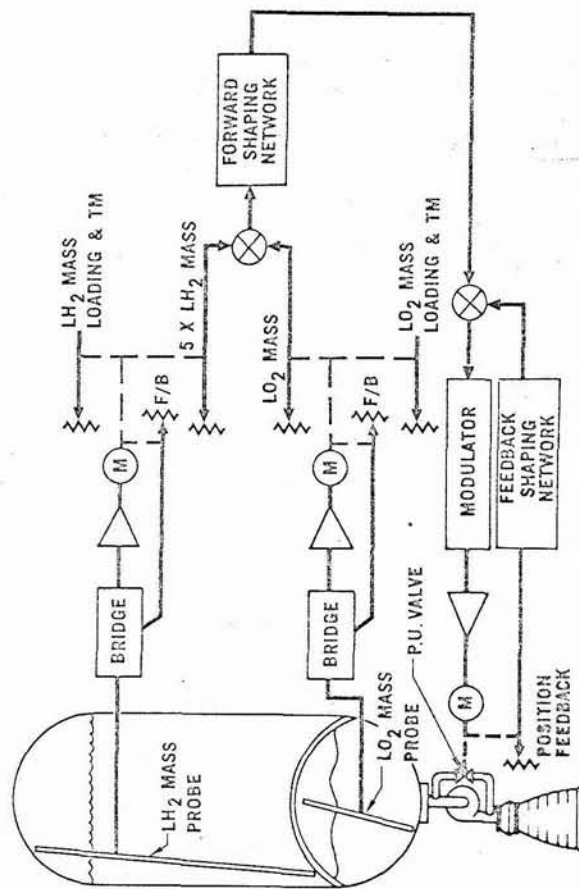 LH2 MASS
PROBE
BRIDGE
M
F/B
LH2 MASS
LOADING & TM
5 X LH2 MASS
LO2 MASS
PROBE
BRIDGE
M
F/B
LO2 MASS
LO2 MASS
LOADING & TM
FORWARD
SHAPING
NETWORK
P.U. VALVE
M
MODULATOR
FEEDBACK
SHAPING
NETWORK
POSITION
FEEDBACK